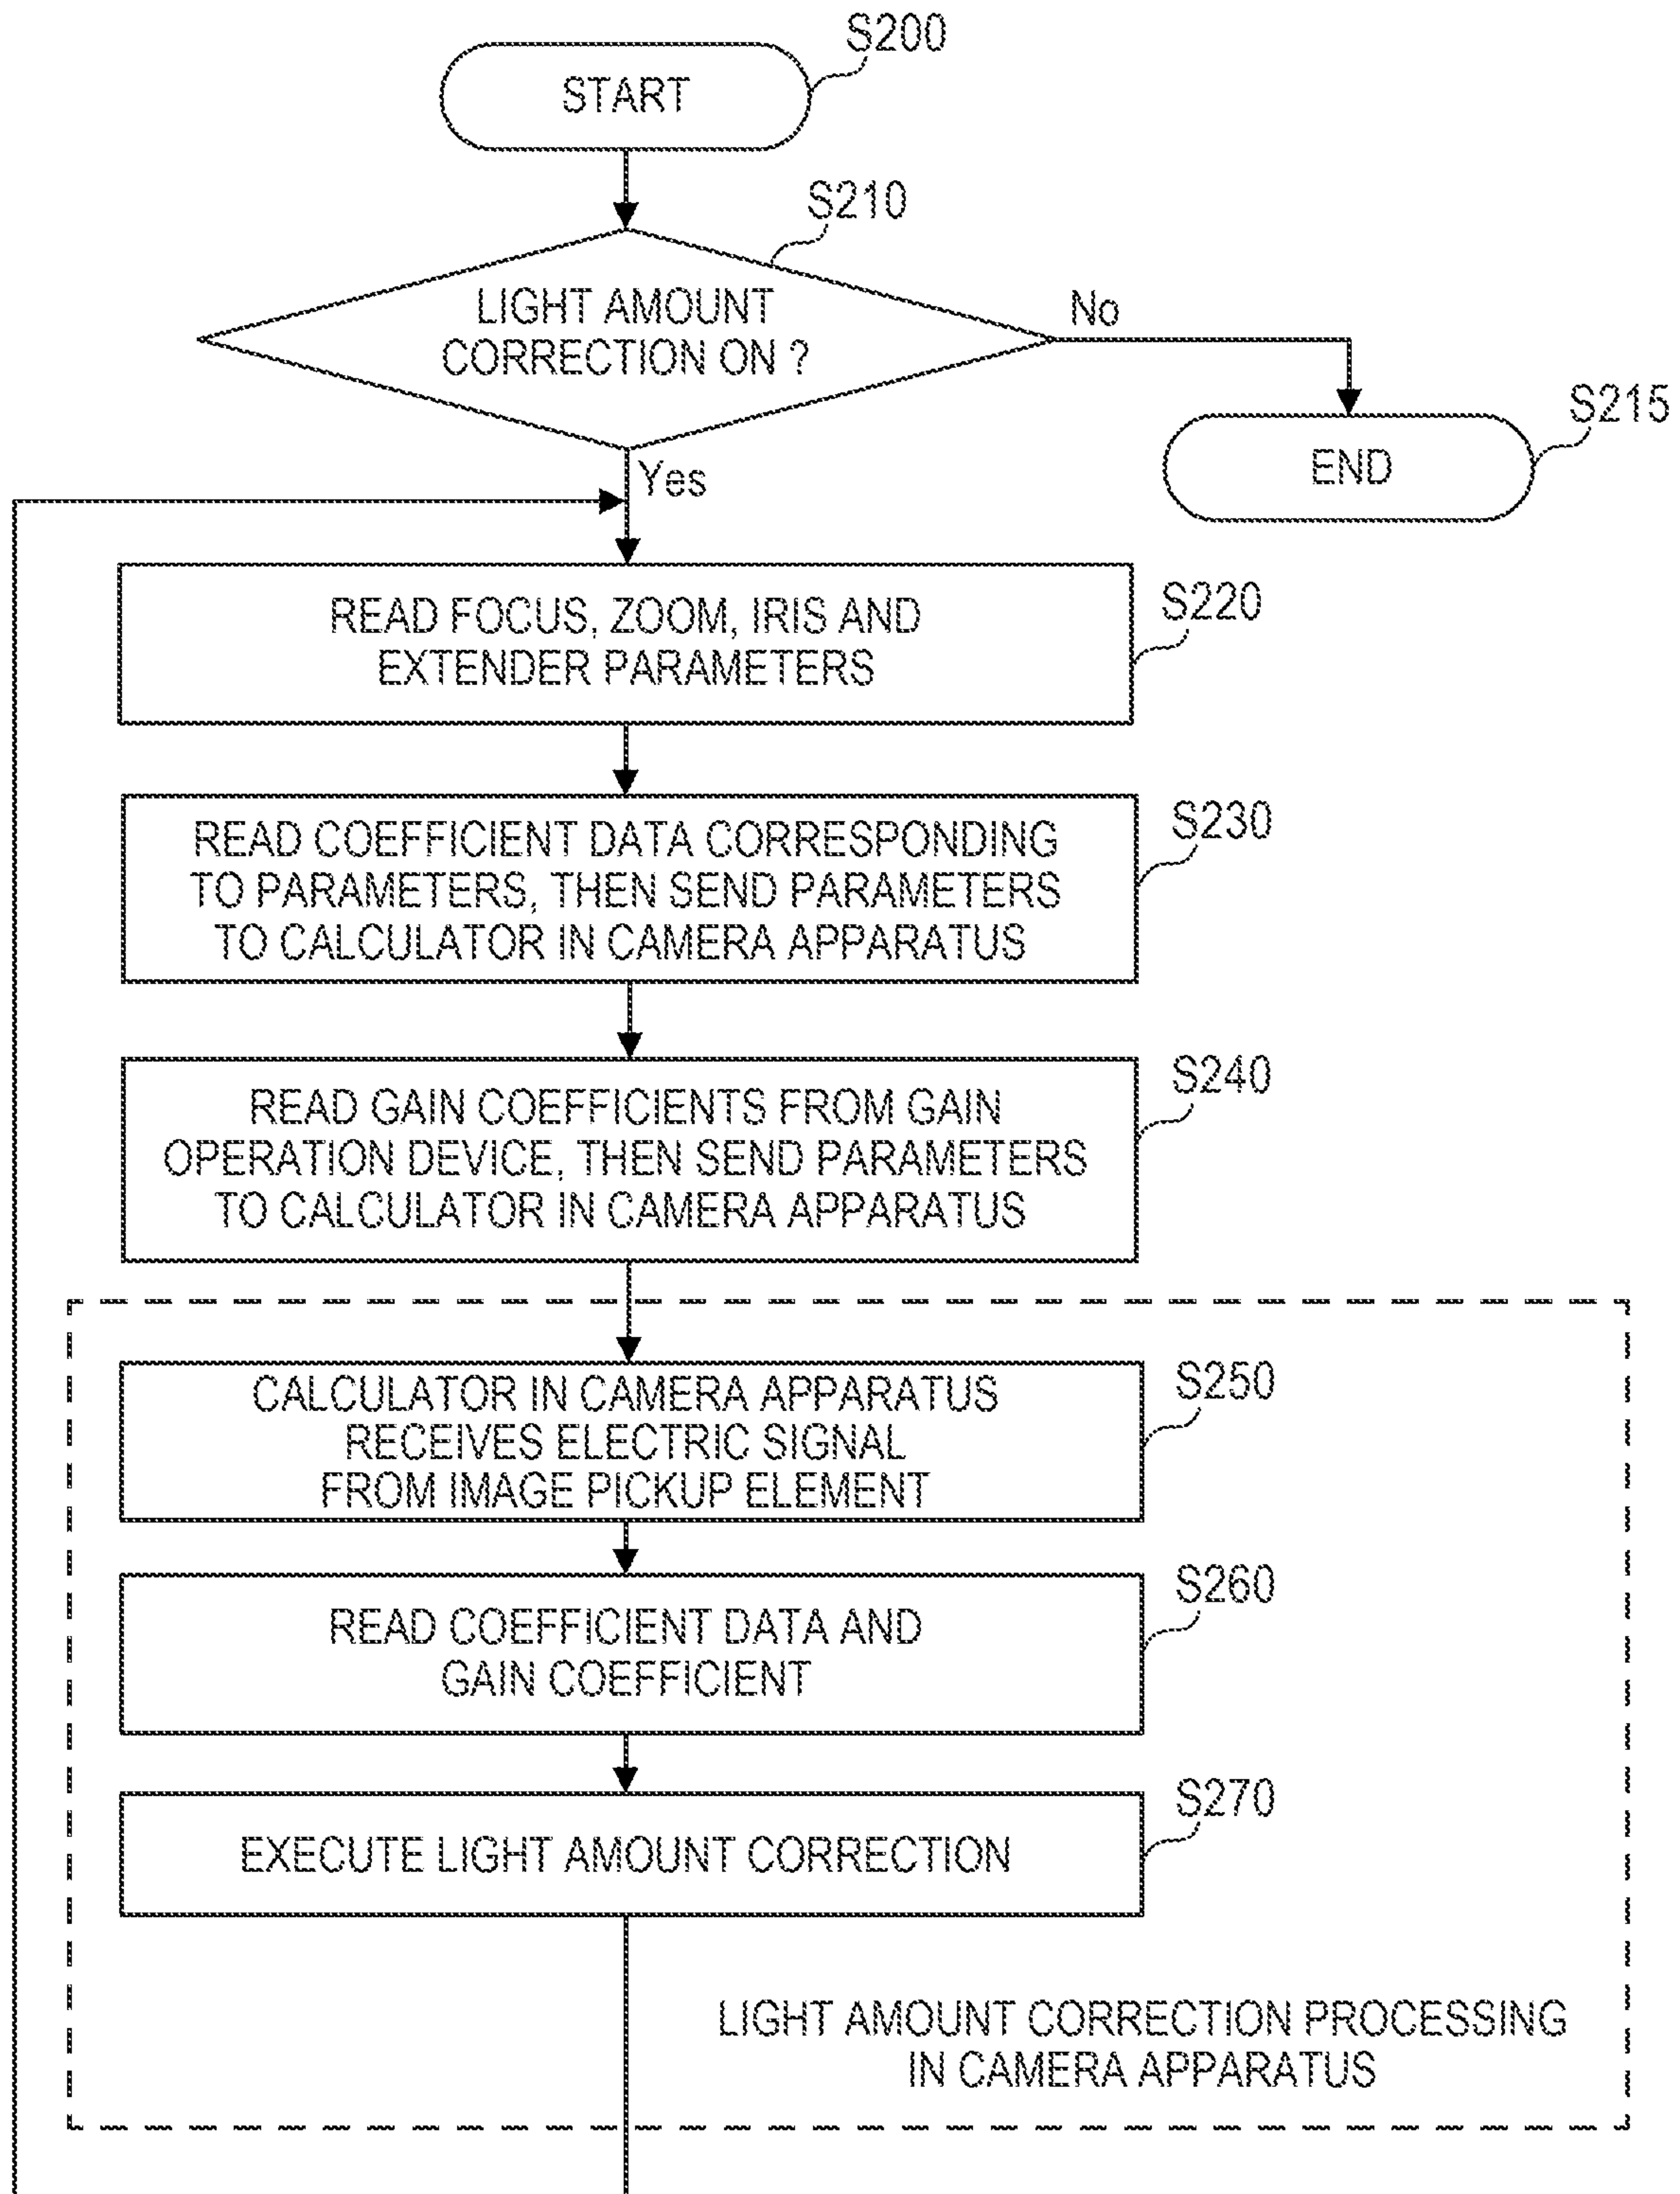 S200
START
S210
LIGHT AMOUNT
CORRECTION ON ?
No
S215
END
Yes
READ FOCUS, ZOOM, IRIS AND
EXTENDER PARAMETERS
S220
READ COEFFICIENT DATA CORRESPONDING
TO PARAMETERS, THEN SEND PARAMETERS
TO CALCULATOR IN CAMERA APPARATUS
S230
READ GAIN COEFFICIENTS FROM GAIN
OPERATION DEVICE, THEN SEND PARAMETERS
TO CALCULATOR IN CAMERA APPARATUS
S240
CALCULATOR IN CAMERA APPARATUS
RECEIVES ELECTRIC SIGNAL
FROM IMAGE PICKUP ELEMENT
S250
READ COEFFICIENT DATA AND
GAIN COEFFICIENT
S260
EXECUTE LIGHT AMOUNT CORRECTION
S270
LIGHT AMOUNT CORRECTION PROCESSING
IN CAMERA APPARATUS